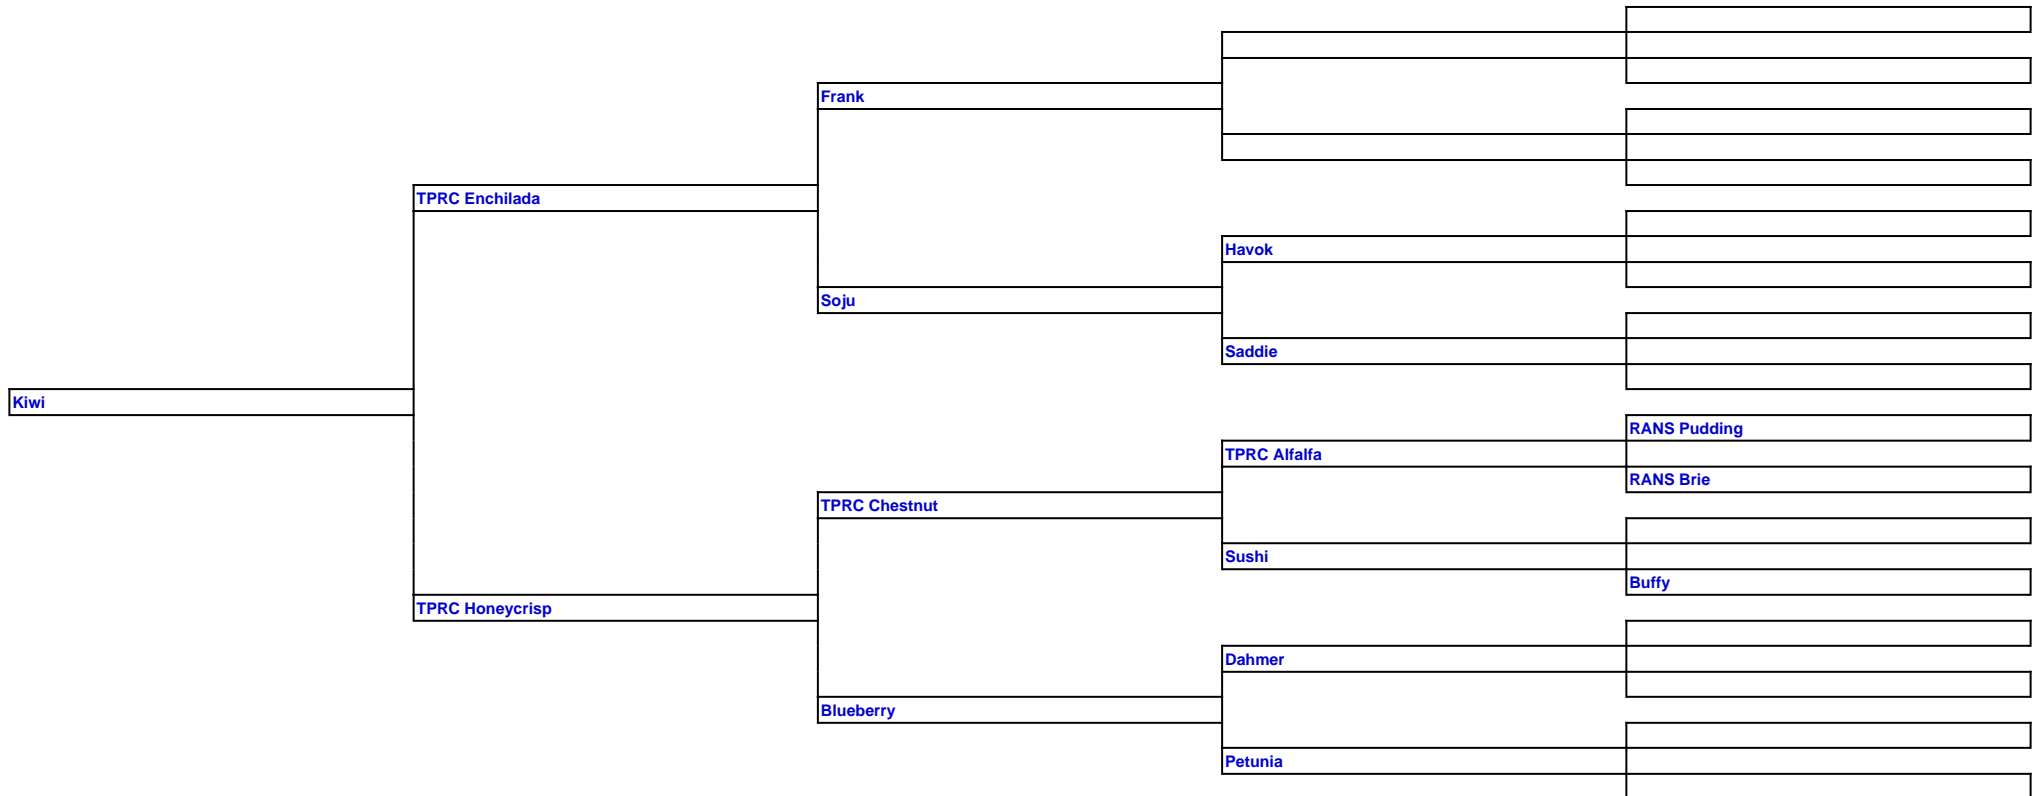 Frank
TPRC Enchilada
Havok
Soju
Saddie
Kiwi
RANS Pudding
TPRC Alfalfa
RANS Brie
TPRC Chestnut
Sushi
Buffy
TPRC Honeycrisp
Dahmer
Blueberry
Petunia